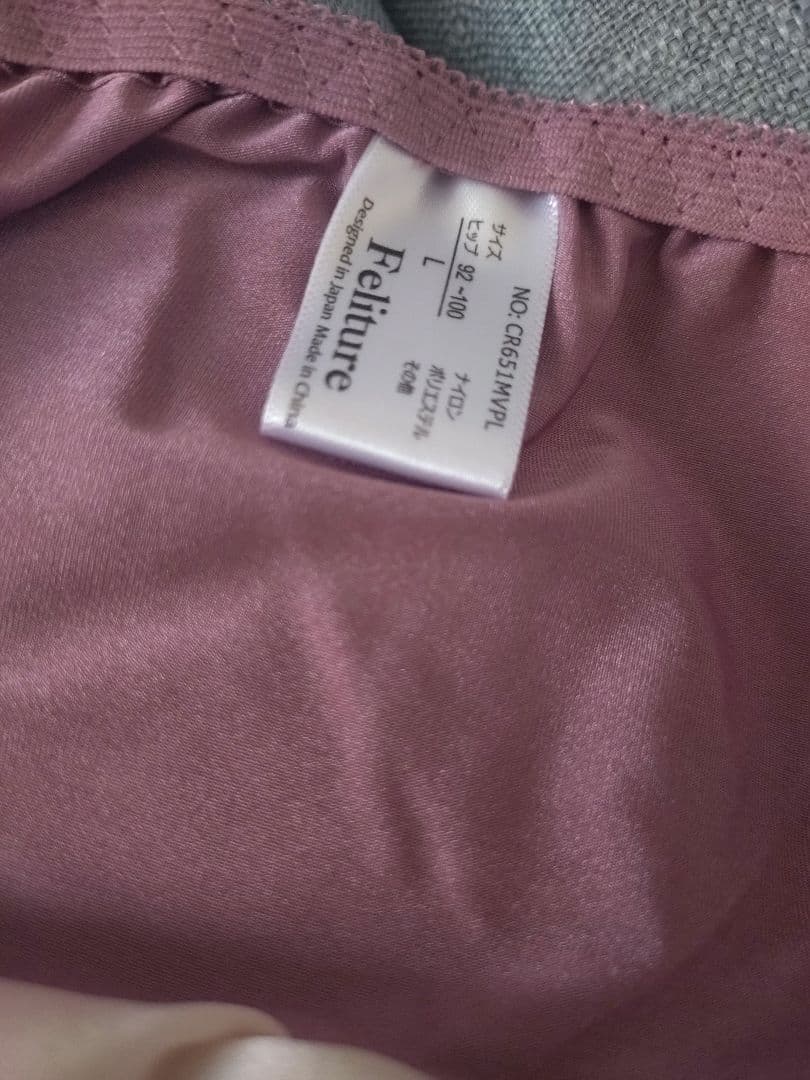 NO: CR651MVPL
サイズ
ヒップ 92~100
L
ナイロン
ポリエステル
その他
Feliture
Designed in Japan Made in China